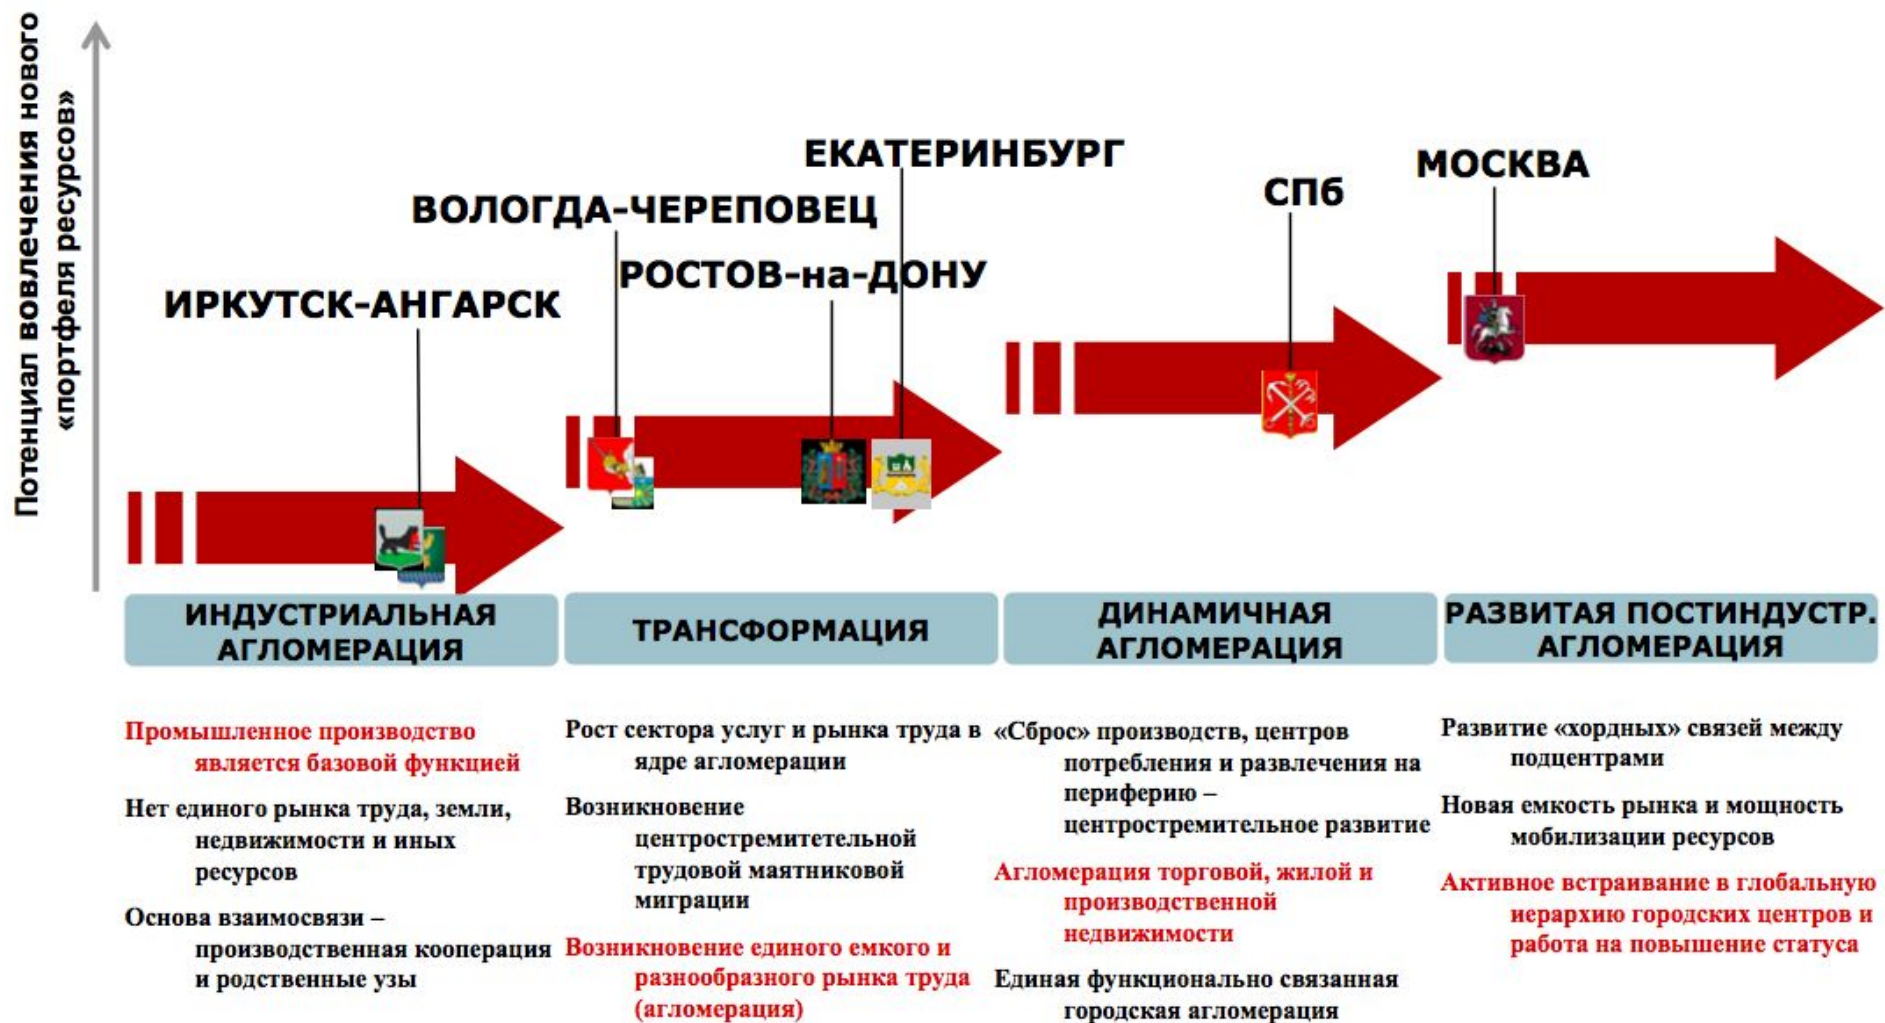 Потенциал вовлечения нового
«портфеля ресурсов»
ЕКАТЕРИНБУРГ
МОСКВА
СПб
ВОЛОГДА-ЧЕРЕПОВЕЦ
РОСТОВ-на-ДОНУ
ИРКУТСК-АНГАРСК
ИНДУСТРИАЛЬНАЯ
АГЛОМЕРАЦИЯ
ТРАНСФОРМАЦИЯ
ДИНАМИЧНАЯ
АГЛОМЕРАЦИЯ
РАЗВИТАЯ ПОСТИНДУСТР.
АГЛОМЕРАЦИЯ
Промышленное производство
является базовой функцией
Нет единого рынка труда, земли,
недвижимости и иных
ресурсов
Основа взаимосвязи –
производственная кооперация
и родственные узы
Рост сектора услуг и рынка труда в
ядре агломерации
Возникновение
центростремитетельной
трудовой маятниковой
миграции
Возникновение единого емкого и
разнообразного рынка труда
(агломерация)
«Сброс» производств, центров
потребления и развлечения на
периферию –
центростремительное развитие
Агломерация торговой, жилой и
производственной
недвижимости
Единая функционально связанная
городская агломерация
Развитие «хордных» связей между
подцентрами
Новая емкость рынка и мощность
мобилизации ресурсов
Активное встраивание в глобальную
иерархию городских центров и
работа на повышение статуса